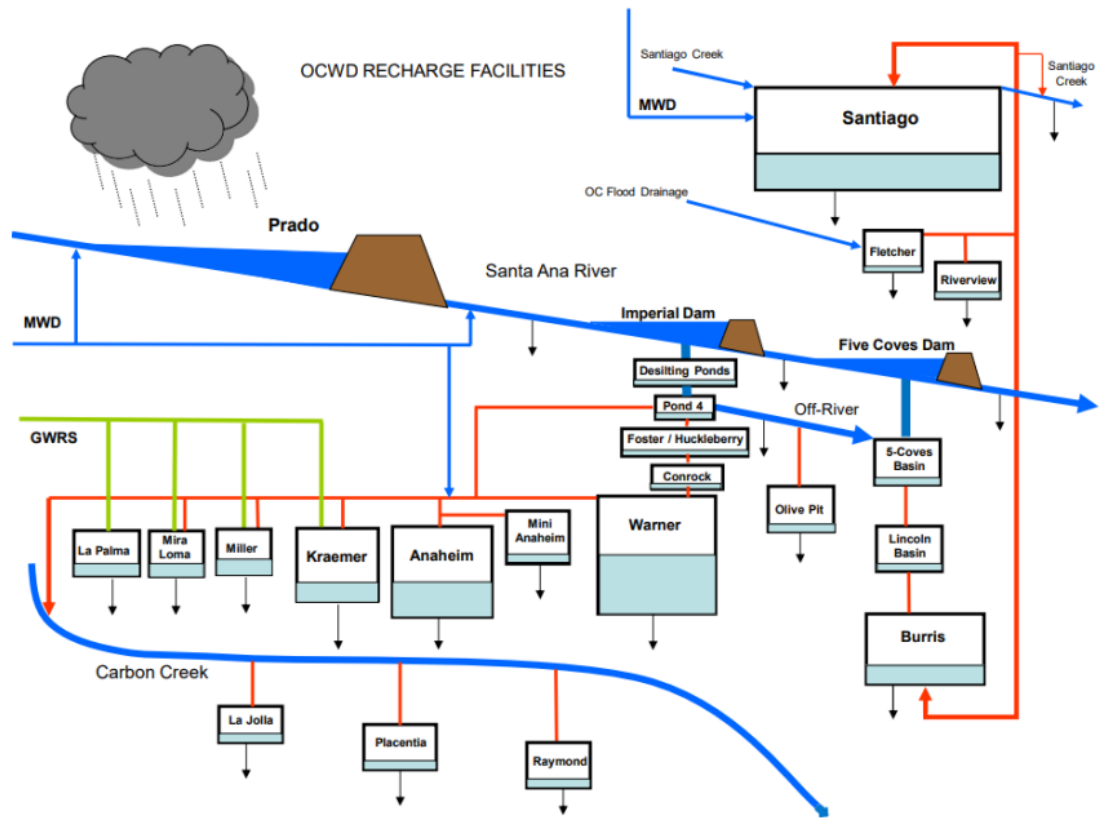 OCWD RECHARGE FACILITIES
Santiago Creek
Santiago
Creek
MWD
Santiago
OC Flood Drainage
Prado
Fletcher
Riverview
Santa Ana River
MWD
Imperial Dam
Five Coves Dam
Desilting Ponds
Pond 4
Off-River
GWRS
Foster / Huckleberry
5-Coves
Basin
Conrock
Olive Pit
La Palma
Mira
Loma
Miller
Kraemer
Anaheim
Mini
Anaheim
Warner
Lincoln
Basin
Burris
Carbon Creek
La Jolla
Placentia
Raymond